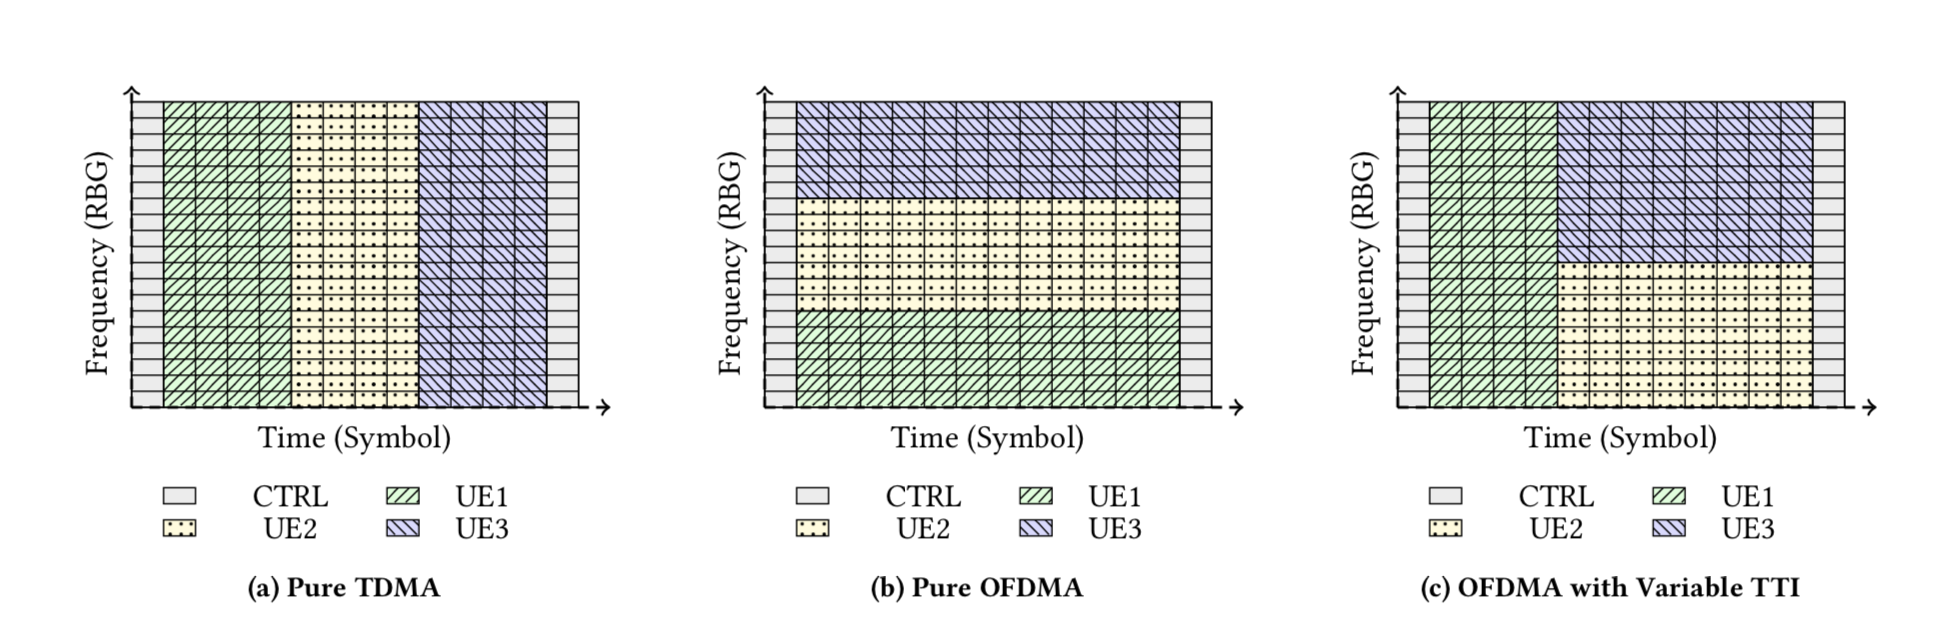 Frequency (RBG)
Time (Symbol)
CTRL UE1
UE2 UE3
(a) Pure TDMA
Frequency (RBG)
Time (Symbol)
CTRL UE1
UE2 UE3
(b) Pure OFDMA
Frequency (RBG)
Time (Symbol)
CTRL UE1
UE2 UE3
(c) OFDMA with Variable TTI